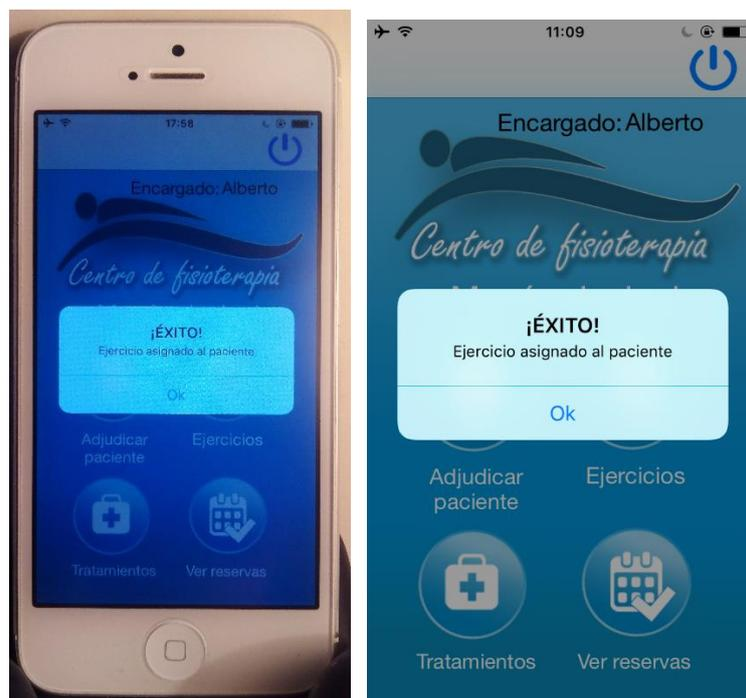 17:58
Encargado: Alberto
Centro de fisioterapia
¡ÉXITO!
Ejercicio asignado al paciente
Ok
Adjudicar
paciente
Ejercicios
Tratamientos
Ver reservas
11:09
Encargado: Alberto
Centro de fisioterapia
¡ÉXITO!
Ejercicio asignado al paciente
Ok
Adjudicar
paciente
Ejercicios
Tratamientos
Ver reservas